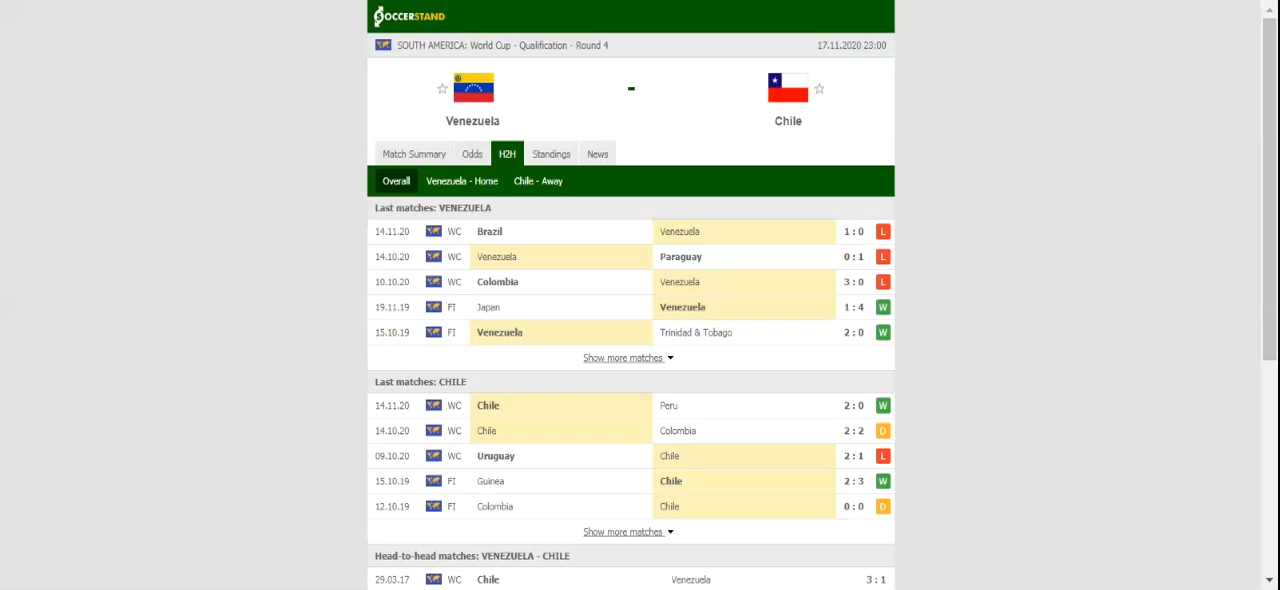 SOCCERSTAND
SOUTH AMERICA: World Cup - Qualification - Round 4 17.11.2020 23:00
-
Venezuela Chile
Match Summary Odds H2H Standings News
Overall Venezuela - Home Chile - Away
Last matches: VENEZUELA
14.11.20 WC Brazil Venezuela 1 : 0 L
14.10.20 WC Venezuela Paraguay 0 : 1 L
10.10.20 WC Colombia Venezuela 3 : 0 L
19.11.19 FI Japan Venezuela 1 : 4 W
15.10.19 FI Venezuela Trinidad & Tobago 2 : 0 W
Show more matches
Last matches: CHILE
14.11.20 WC Chile Peru 2 : 0 W
14.10.20 WC Chile Colombia 2 : 2 D
09.10.20 WC Uruguay Chile 2 : 1 L
15.10.19 FI Guinea Chile 2 : 3 W
12.10.19 FI Colombia Chile 0 : 0 D
Show more matches
Head-to-head matches: VENEZUELA - CHILE
29.03.17 WC Chile Venezuela 3 : 1